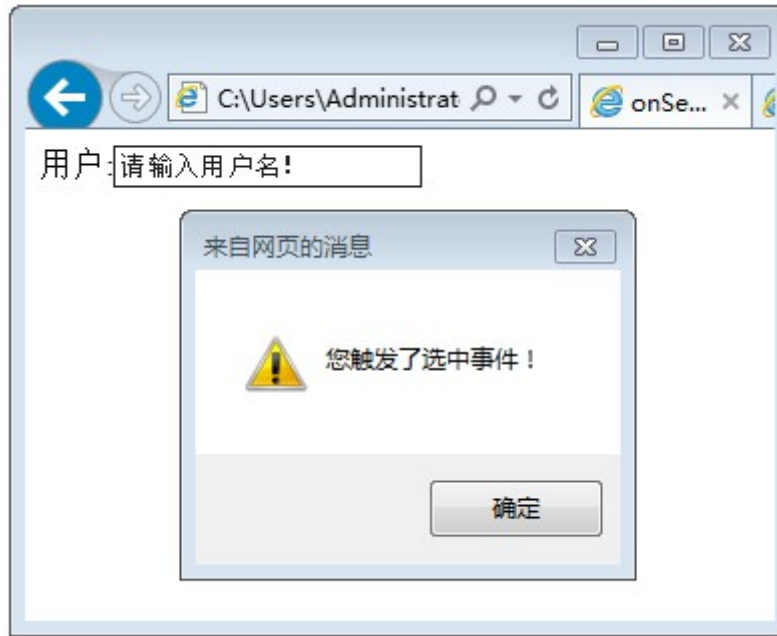 C:\Users\Administrat
onSe...
用户:请输入用户名!
来自网页的消息
您触发了选中事件！
确定